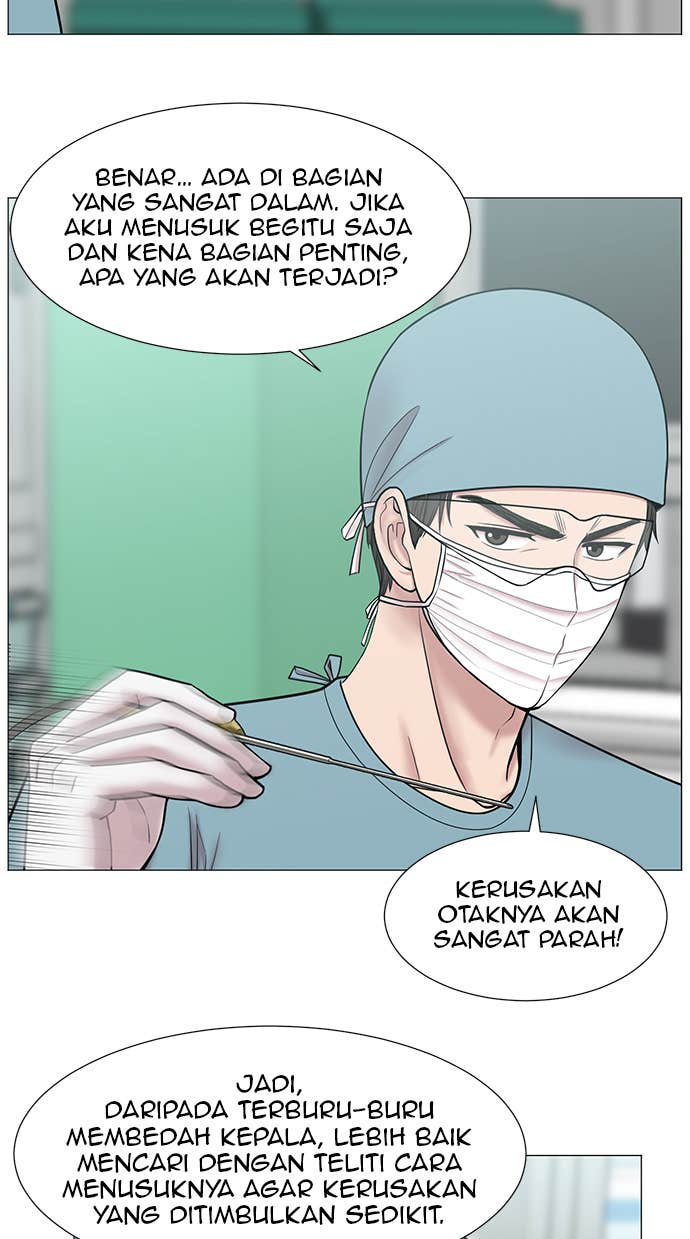 BENAR... ADA DI BAGIAN
YANG SANGAT DALAM. JIKA
AKU MENUSUK BEGITU SAJA
DAN KENA BAGIAN PENTING,
APA YANG AKAN TERJADI?
KERUSAKAN
OTAKNYA AKAN
SANGAT PARAH!
JADI,
DARIPADA TERBURU-BURU
MEMBEDAH KEPALA, LEBIH BAIK
MENCARI DENGAN TELITI CARA
MENUSUKNYA AGAR KERUSAKAN
YANG DITIMBULKAN SEDIKIT.